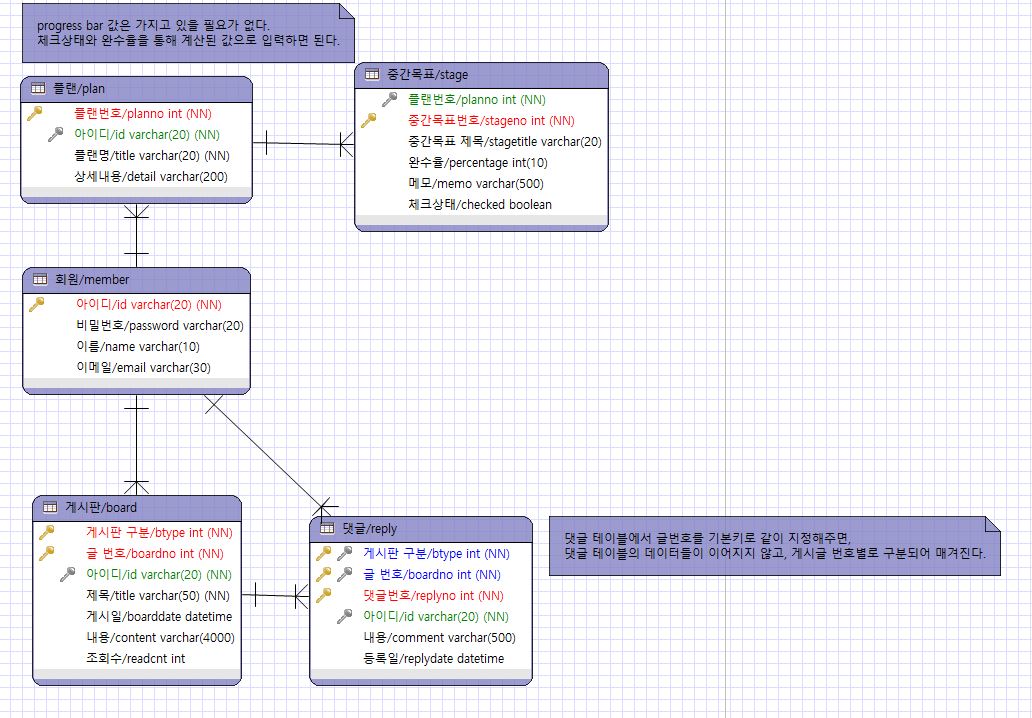 progress bar 값은 가지고 있을 필요가 없다.
체크상태와 완수율을 통해 계산된 값으로 입력하면 된다.
플랜/plan
플랜번호/planno int (NN)
아이디/id varchar(20) (NN)
플랜명/title varchar(20) (NN)
상세내용/detail varchar(200)
중간목표/stage
플랜번호/planno int (NN)
중간목표번호/stageno int (NN)
중간목표 제목/stagetitle varchar(20)
완수율/percentage int(10)
메모/memo varchar(500)
체크상태/checked boolean
회원/member
아이디/id varchar(20) (NN)
비밀번호/password varchar(20)
이름/name varchar(10)
이메일/email varchar(30)
게시판/board
게시판 구분/btype int (NN)
글 번호/boardno int (NN)
아이디/id varchar(20) (NN)
제목/title varchar(50) (NN)
게시일/boarddate datetime
내용/content varchar(4000)
조회수/readcnt int
댓글/reply
게시판 구분/btype int (NN)
글 번호/boardno int (NN)
댓글번호/replyno int (NN)
아이디/id varchar(20) (NN)
내용/comment varchar(500)
등록일/replydate datetime
댓글 테이블에서 글번호를 기본키로 같이 지정해주면,
댓글 테이블의 데이터들이 이어지지 않고, 게시글 번호별로 구분되어 매겨진다.